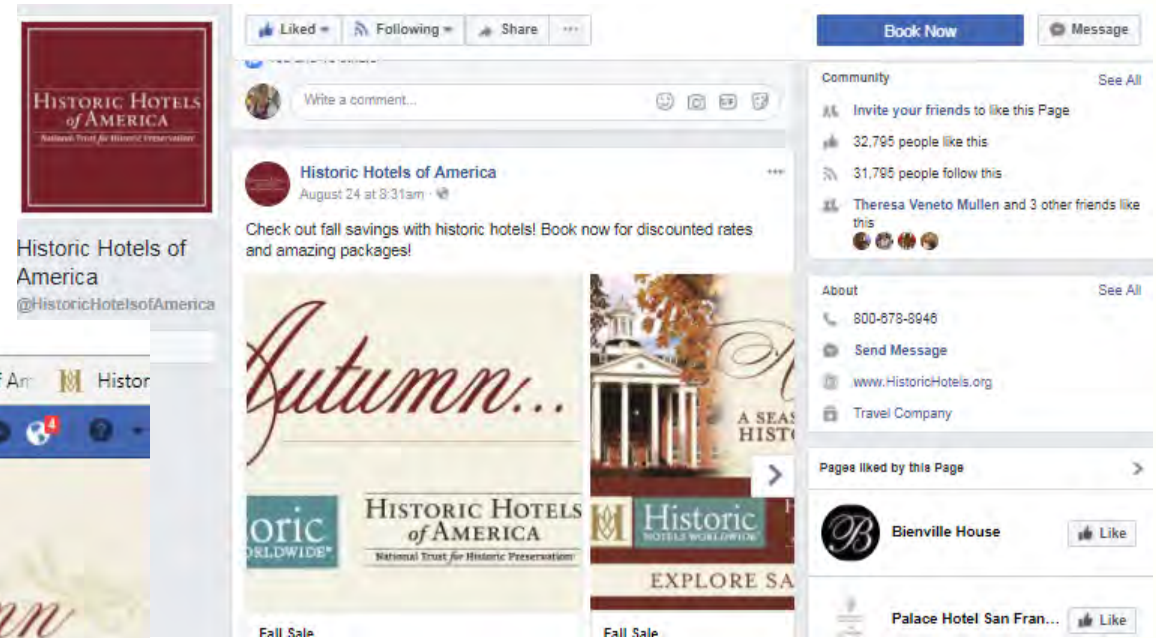 HISTORIC HOTELS
of AMERICA
National Trust for Historic Preservation
Historic Hotels of
America
@HistoricHotelsofAmerica
Histor
4
Liked
Following
Share
Book Now
Message
Write a comment...
GIF
Historic Hotels of America
August 24 at 8:31am
Check out fall savings with historic hotels! Book now for discounted rates
and amazing packages!
Autumn...
oric
ORLDWIDE
HISTORIC HOTELS
of AMERICA
National Trust for Historic Preservation
Fall Sale
A SEAS
HISTO
Historic
HOTELS WORLDWIDE
EXPLORE SA
Fall Sale
Community
See All
Invite your friends to like this Page
32,795 people like this
31,795 people follow this
Theresa Veneto Mullen and 3 other friends like
this
About
See All
800-678-8946
Send Message
www.HistoricHotels.org
Travel Company
Pages liked by this Page
B
Bienville House
Like
Palace Hotel San Fran...
Like